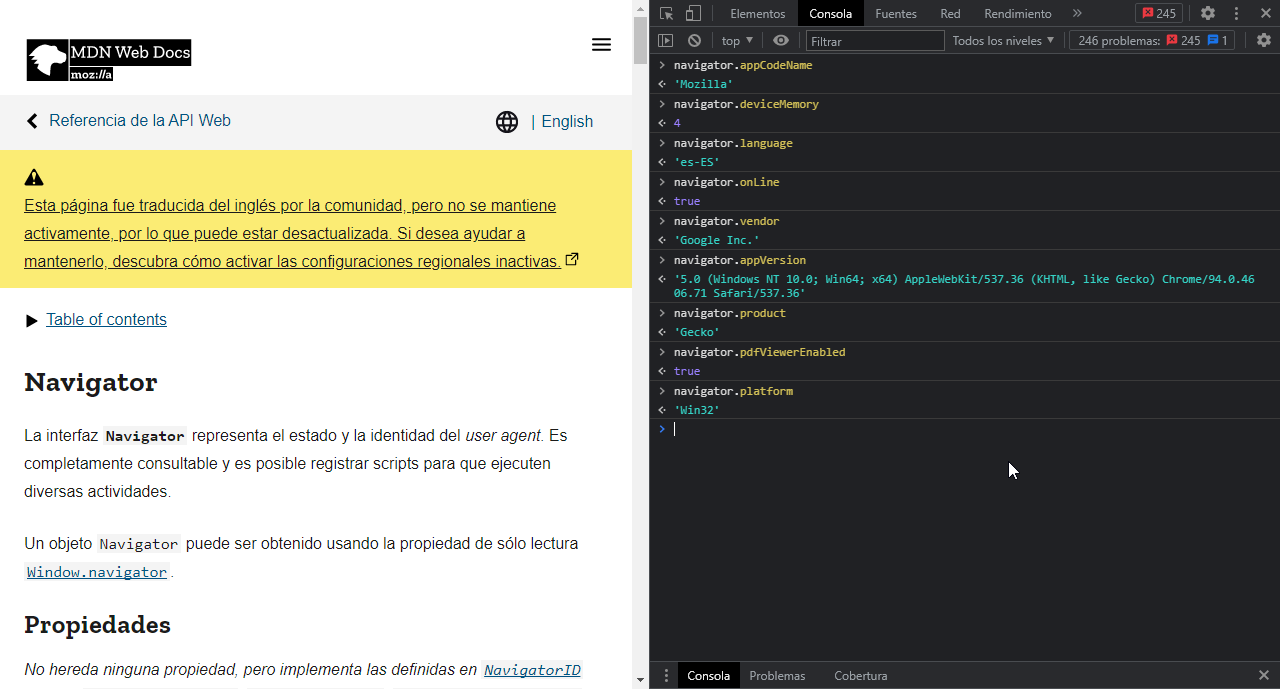 MDN Web Docs
moz://a
Referencia de la API Web
| English
Esta página fue traducida del inglés por la comunidad, pero no se mantiene
activamente, por lo que puede estar desactualizada. Si desea ayudar a
mantenerlo, descubra cómo activar las configuraciones regionales inactivas.
Table of contents
Navigator
La interfaz Navigator representa el estado y la identidad del user agent. Es
completamente consultable y es posible registrar scripts para que ejecuten
diversas actividades.
Un objeto Navigator puede ser obtenido usando la propiedad de sólo lectura
Window.navigator.
Propiedades
No hereda ninguna propiedad, pero implementa las definidas en NavigatorID
Elementos Consola Fuentes Red Rendimiento » 245
top Filtrar Todos los niveles 246 problemas: 245 1
navigator.appCodeName
'Mozilla'
navigator.deviceMemory
4
navigator.language
'es-ES'
navigator.onLine
true
navigator.vendor
'Google Inc.'
navigator.appVersion
'5.0 (Windows NT 10.0; Win64; x64) AppleWebKit/537.36 (KHTML, like Gecko) Chrome/94.0.46
06.71 Safari/537.36'
navigator.product
'Gecko'
navigator.pdfViewerEnabled
true
navigator.platform
'Win32'
Consola Problemas Cobertura